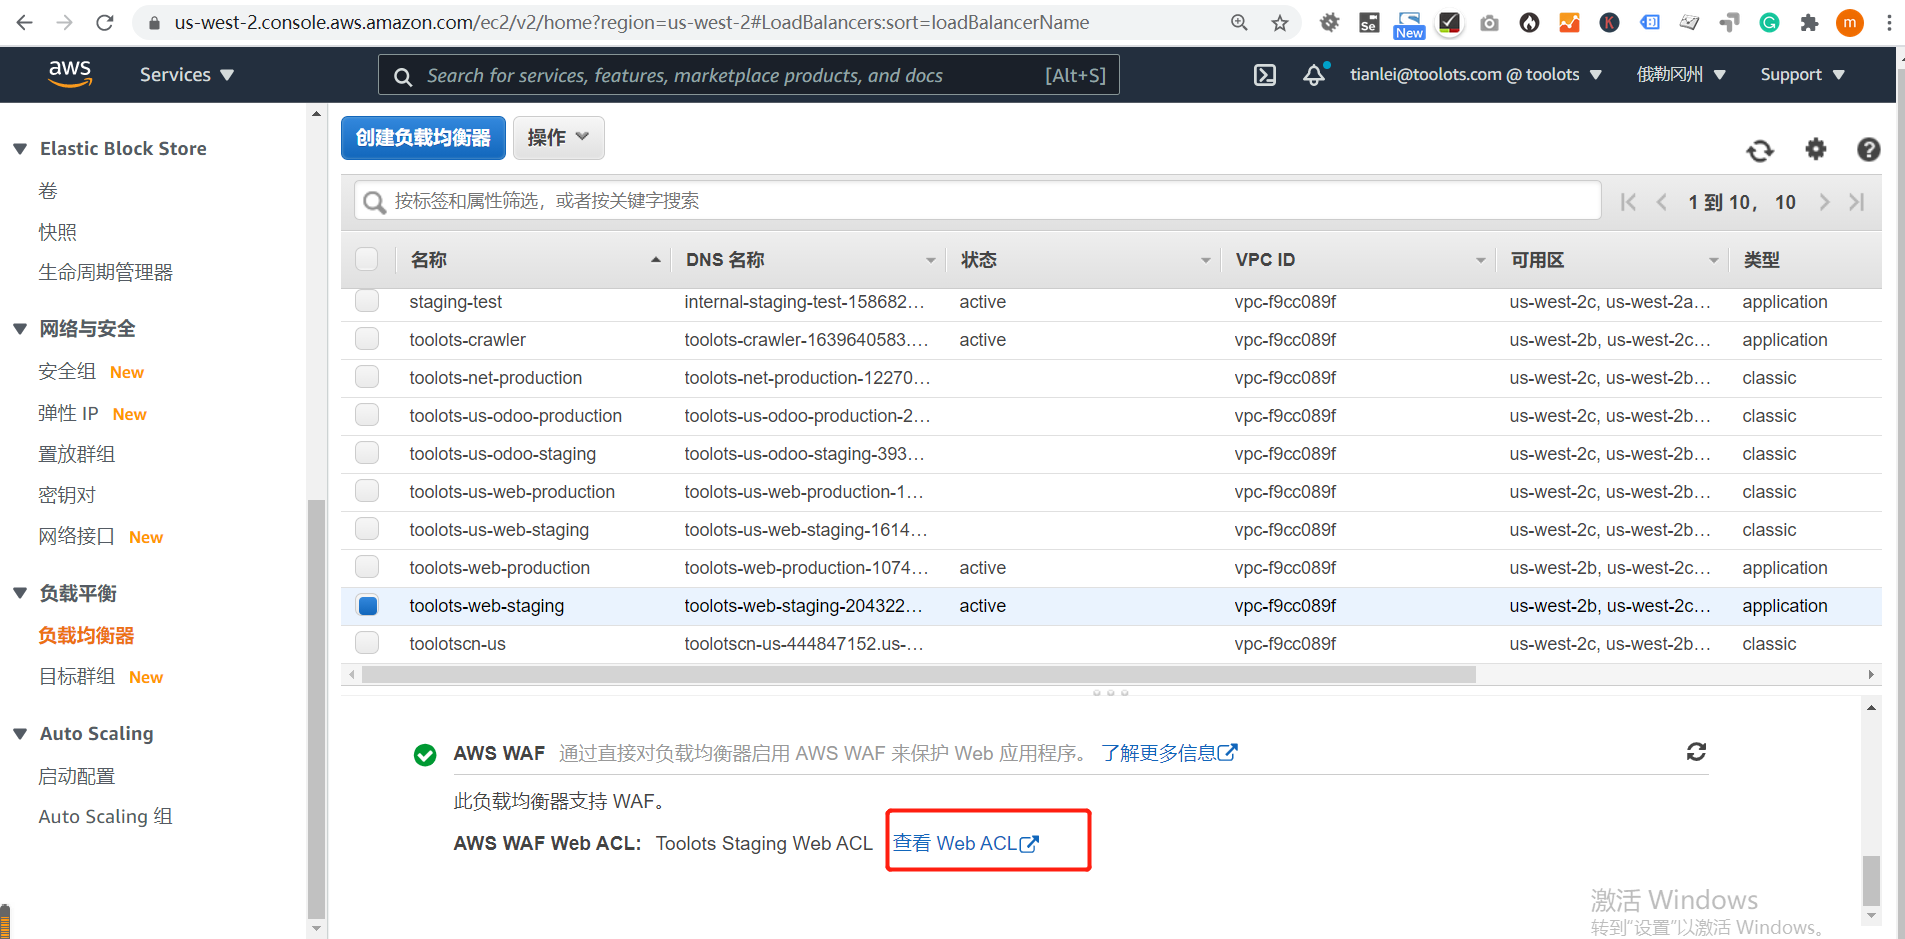 us-west-2.console.aws.amazon.com/ec2/v2/home?region=us-west-2#LoadBalancers:sort=loadBalancerName
Se
New
K
G
m
aws
Services
Search for services, features, marketplace products, and docs
[Alt+S]
tianlei@toolots.com @ toolots
俄勒冈州
Support
Elastic Block Store
卷
快照
生命周期管理器
网络与安全
安全组 New
弹性 IP New
置放群组
密钥对
网络接口 New
负载平衡
负载均衡器
目标群组 New
Auto Scaling
启动配置
Auto Scaling 组
创建负载均衡器
操作
按标签和属性筛选，或者按关键字搜索
1 到 10， 10
名称 DNS 名称 状态 VPC ID 可用区 类型
staging-test internal-staging-test-158682… active vpc-f9cc089f us-west-2c, us-west-2a… application
toolots-crawler toolots-crawler-1639640583.… active vpc-f9cc089f us-west-2b, us-west-2c… application
toolots-net-production toolots-net-production-12270… vpc-f9cc089f us-west-2c, us-west-2b… classic
toolots-us-odoo-production toolots-us-odoo-production-2… vpc-f9cc089f us-west-2c, us-west-2b… classic
toolots-us-odoo-staging toolots-us-odoo-staging-393… vpc-f9cc089f us-west-2c, us-west-2b… classic
toolots-us-web-production toolots-us-web-production-1… vpc-f9cc089f us-west-2c, us-west-2b… classic
toolots-us-web-staging toolots-us-web-staging-1614… vpc-f9cc089f us-west-2c, us-west-2b… classic
toolots-web-production toolots-web-production-1074… active vpc-f9cc089f us-west-2b, us-west-2c… application
toolots-web-staging toolots-web-staging-204322… active vpc-f9cc089f us-west-2b, us-west-2c… application
toolotscn-us toolotscn-us-444847152.us-… vpc-f9cc089f us-west-2c, us-west-2b… classic
AWS WAF 通过直接对负载均衡器启用 AWS WAF 来保护 Web 应用程序。 了解更多信息
此负载均衡器支持 WAF。
AWS WAF Web ACL: Toolots Staging Web ACL 查看 Web ACL
激活 Windows
转到"设置"以激活 Windows。